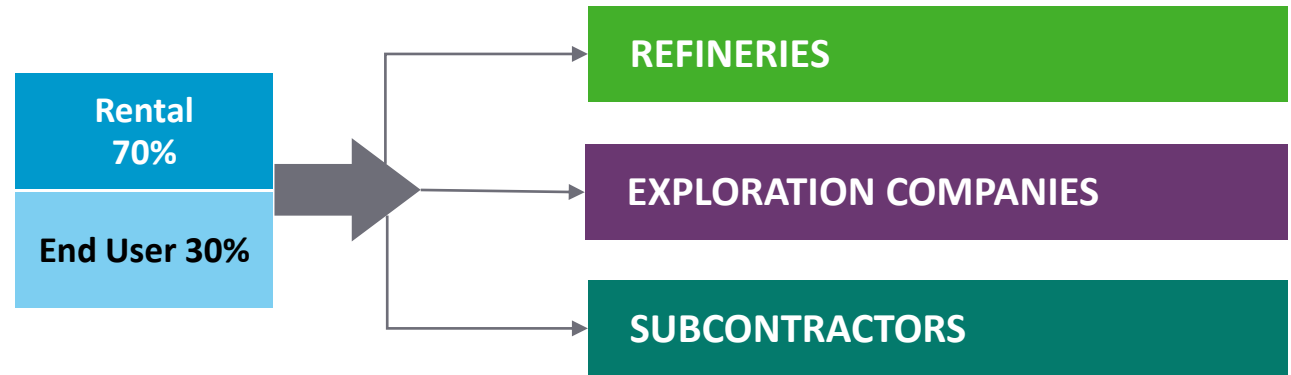 Rental
70%
End User 30%
REFINERIES
EXPLORATION COMPANIES
SUBCONTRACTORS